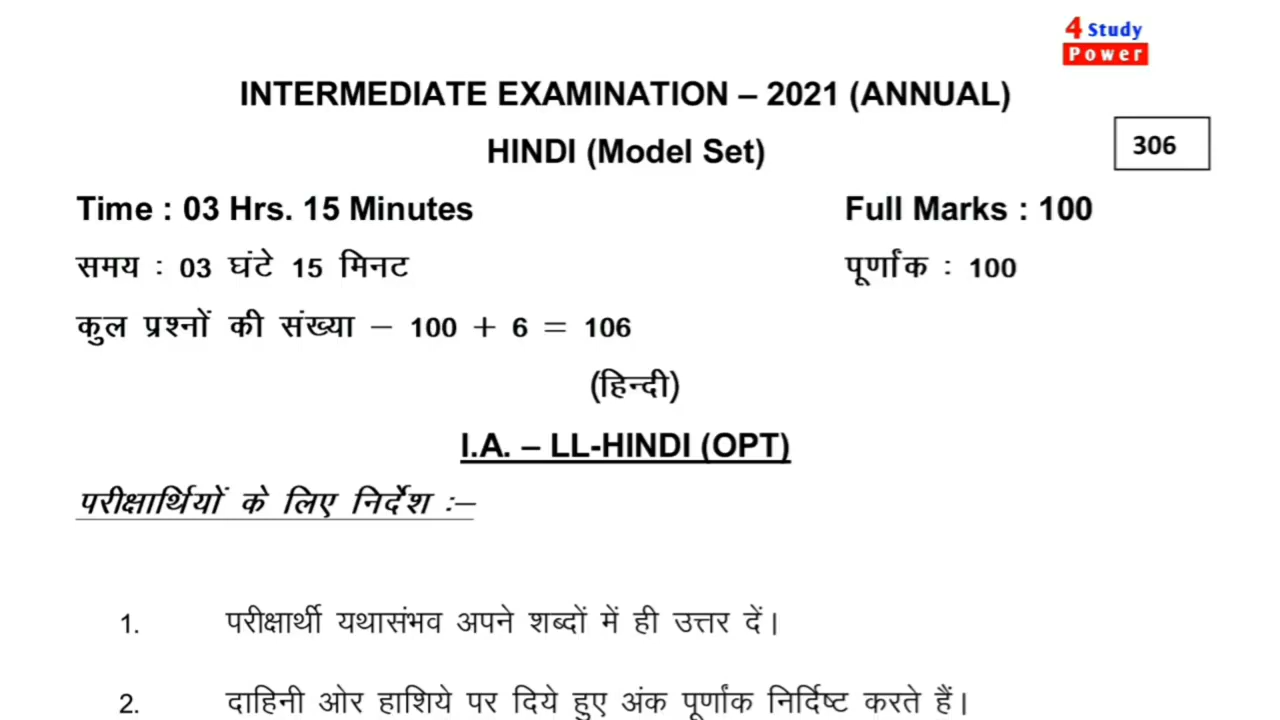 4 Study
Power
INTERMEDIATE EXAMINATION – 2021 (ANNUAL)
HINDI (Model Set)
306
Time : 03 Hrs. 15 Minutes Full Marks : 100
समय : 03 घंटे 15 मिनट पूर्णांक : 100
कुल प्रश्नों की संख्या – 100 + 6 = 106
(हिन्दी)
I.A. – LL-HINDI (OPT)
परीक्षार्थियों के लिए निर्देश :–
1. परीक्षार्थी यथासंभव अपने शब्दों में ही उत्तर दें।
2. दाहिनी ओर हाशिये पर दिये हुए अंक पूर्णांक निर्दिष्ट करते हैं।